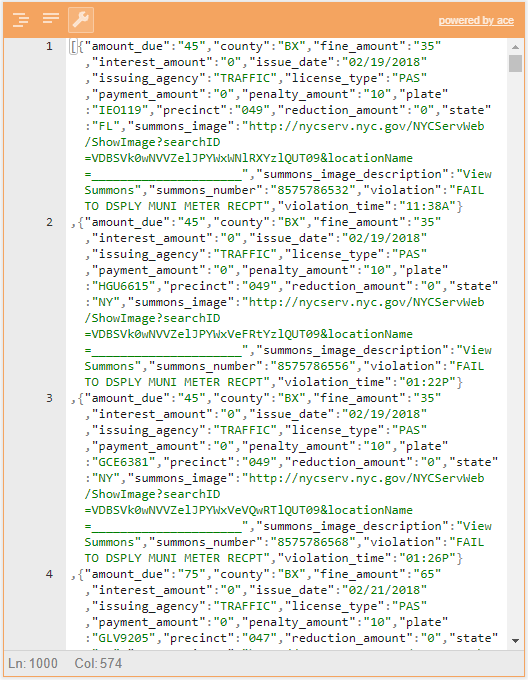 powered by ace
1 [{"amount_due":"45","county":"BX","fine_amount":"35"
,"interest_amount":"0","issue_date":"02/19/2018"
,"issuing_agency":"TRAFFIC","license_type":"PAS"
,"payment_amount":"0","penalty_amount":"10","plate"
:"IEO119","precinct":"049","reduction_amount":"0","state"
:"FL","summons_image":"http://nycserv.nyc.gov/NYCServWeb
/ShowImage?searchID
=VDBSVk0wNVVZelJPYWxWNlRXYzlQUT09&locationName
=_____________________","summons_image_description":"View
Summons","summons_number":"8575786532","violation":"FAIL
TO DSPLY MUNI METER RECPT","violation_time":"11:38A"}
2 ,{"amount_due":"45","county":"BX","fine_amount":"35"
,"interest_amount":"0","issue_date":"02/19/2018"
,"issuing_agency":"TRAFFIC","license_type":"PAS"
,"payment_amount":"0","penalty_amount":"10","plate"
:"HGU6615","precinct":"049","reduction_amount":"0","state"
:"NY","summons_image":"http://nycserv.nyc.gov/NYCServWeb
/ShowImage?searchID
=VDBSVk0wNVVZelJPYWxVeFRtYzlQUT09&locationName
=_____________________","summons_image_description":"View
Summons","summons_number":"8575786556","violation":"FAIL
TO DSPLY MUNI METER RECPT","violation_time":"01:22P"}
3 ,{"amount_due":"45","county":"BX","fine_amount":"35"
,"interest_amount":"0","issue_date":"02/19/2018"
,"issuing_agency":"TRAFFIC","license_type":"PAS"
,"payment_amount":"0","penalty_amount":"10","plate"
:"GCE6381","precinct":"049","reduction_amount":"0","state"
:"NY","summons_image":"http://nycserv.nyc.gov/NYCServWeb
/ShowImage?searchID
=VDBSVk0wNVVZelJPYWxVeVQwRTlQUT09&locationName
=_____________________","summons_image_description":"View
Summons","summons_number":"8575786568","violation":"FAIL
TO DSPLY MUNI METER RECPT","violation_time":"01:26P"}
4 ,{"amount_due":"75","county":"BX","fine_amount":"65"
,"interest_amount":"0","issue_date":"02/21/2018"
,"issuing_agency":"TRAFFIC","license_type":"PAS"
,"payment_amount":"0","penalty_amount":"10","plate"
:"GLV9205","precinct":"047","reduction_amount":"0","state"
Ln: 1000 Col: 574